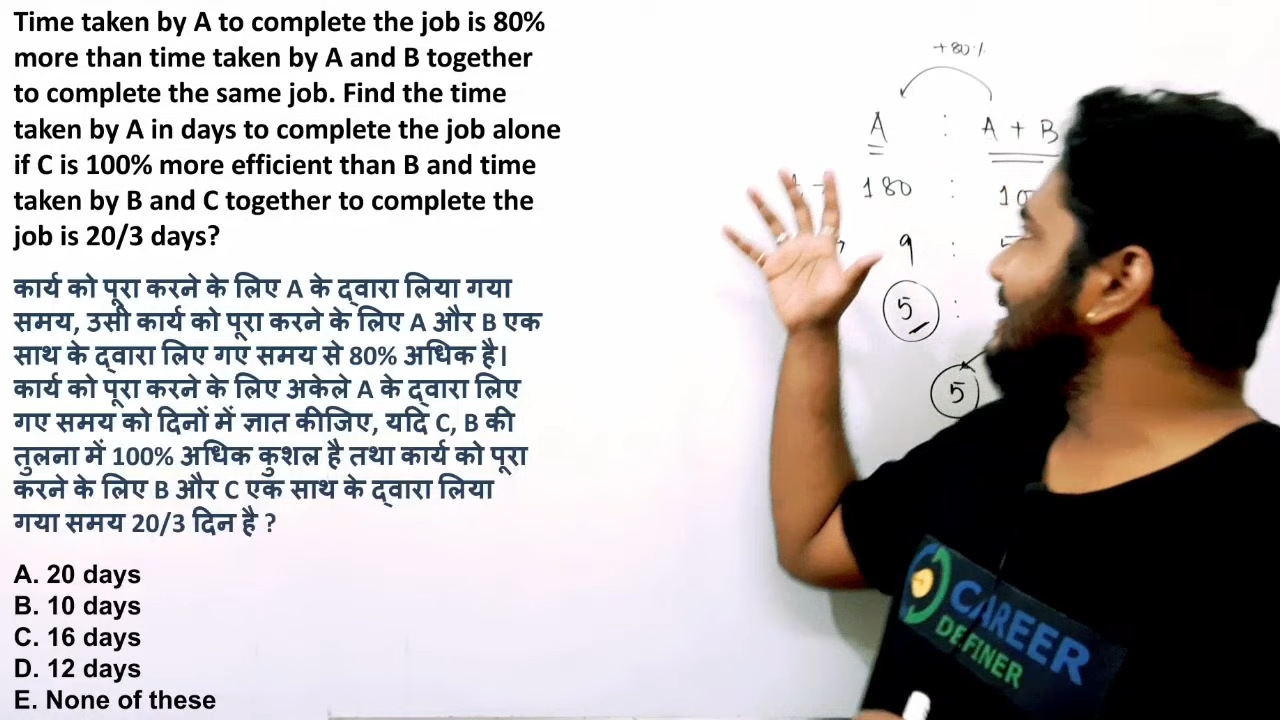 Time taken by A to complete the job is 80%
more than time taken by A and B together
to complete the same job. Find the time
taken by A in days to complete the job alone
if C is 100% more efficient than B and time
taken by B and C together to complete the
job is 20/3 days?
कार्य को पूरा करने के लिए A के द्वारा लिया गया
समय, उसी कार्य को पूरा करने के लिए A और B एक
साथ के द्वारा लिए गए समय से 80% अधिक है।
कार्य को पूरा करने के लिए अकेले A के द्वारा लिए
गए समय को दिनों में ज्ञात कीजिए, यदि C, B की
तुलना में 100% अधिक कुशल है तथा कार्य को पूरा
करने के लिए B और C एक साथ के द्वारा लिया
गया समय 20/3 दिन है ?
A. 20 days
B. 10 days
C. 16 days
D. 12 days
E. None of these
+80%
A : A + B
180 :
9 :
5 :
5
CAREER
DEFINER